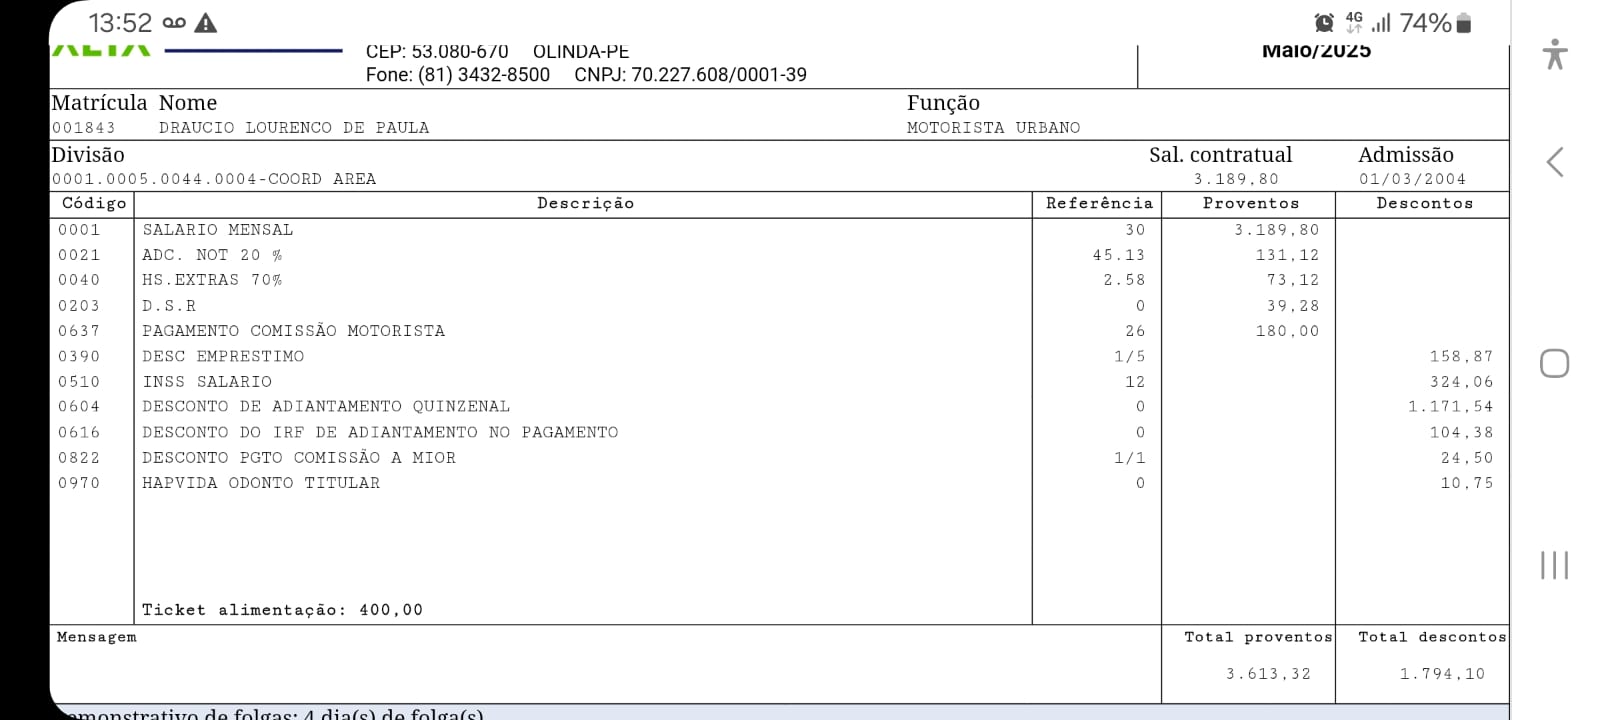 13:52 4G 74%
CEP: 53.080-670 OLINDA-PE
Maio/2025
Fone: (81) 3432-8500 CNPJ: 70.227.608/0001-39
Matrícula Nome Função
001843 DRAUCIO LOURENCO DE PAULA MOTORISTA URBANO
Divisão Sal. contratual Admissão
0001.0005.0044.0004-COORD AREA 3.189,80 01/03/2004
Código Descrição Referência Proventos Descontos
0001 SALARIO MENSAL 30 3.189,80
0021 ADC. NOT 20 % 45.13 131,12
0040 HS.EXTRAS 70% 2.58 73,12
0203 D.S.R 0 39,28
0637 PAGAMENTO COMISSÃO MOTORISTA 26 180,00
0390 DESC EMPRESTIMO 1/5 158,87
0510 INSS SALARIO 12 324,06
0604 DESCONTO DE ADIANTAMENTO QUINZENAL 0 1.171,54
0616 DESCONTO DO IRF DE ADIANTAMENTO NO PAGAMENTO 0 104,38
0822 DESCONTO PGTO COMISSÃO A MIOR 1/1 24,50
0970 HAPVIDA ODONTO TITULAR 0 10,75
Ticket alimentação: 400,00
Mensagem Total proventos Total descontos
3.613,32 1.794,10
emonstrativo de folgas: 4 dia(s) de folga(s)